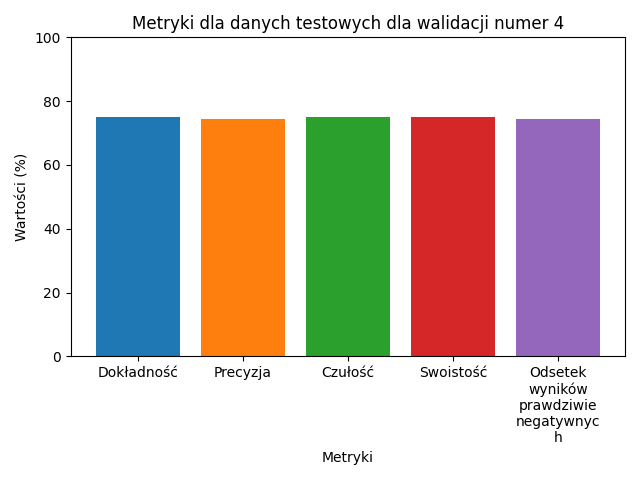 Metryki dla danych testowych dla walidacji numer 4
Wartości (%)
100
80
60
40
20
0
Dokładność
Precyzja
Czułość
Swoistość
Odsetek
wyników
prawdziwie
negatywnyc
h
Metryki